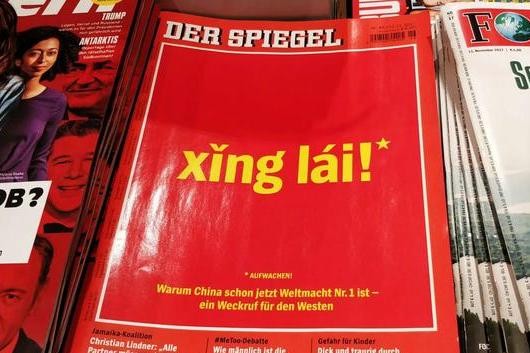 TRUMP
ANTARKTIS
OB?
DER SPIEGEL
xǐng lái!*
* AUFWACHEN!
Warum China schon jetzt Weltmacht Nr. 1 ist –
ein Weckruf für den Westen
Jamaika-Koalition
Christian Lindner: „Alle
#MeToo-Debatte
Wie männlich ist die
Gefahr für Kinder
Dick und traurig durch
F